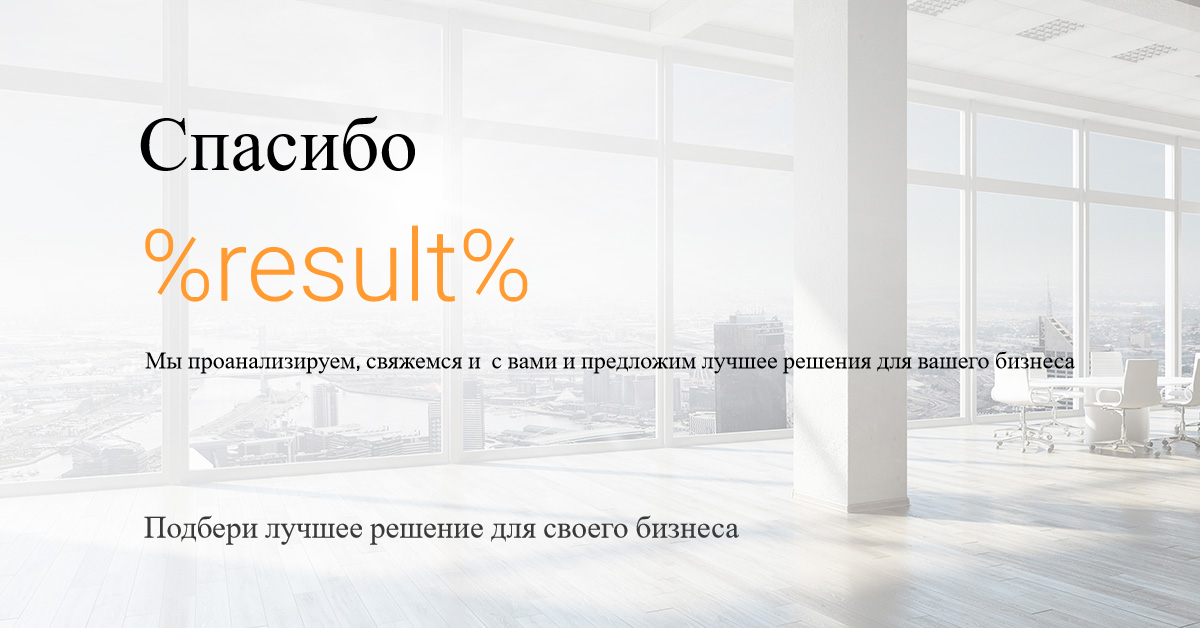 Спасибо
%result%
Мы проанализируем, свяжемся и  с вами и предложим лучшее решения для вашего бизнеса
Подбери лучшее решение для своего бизнеса